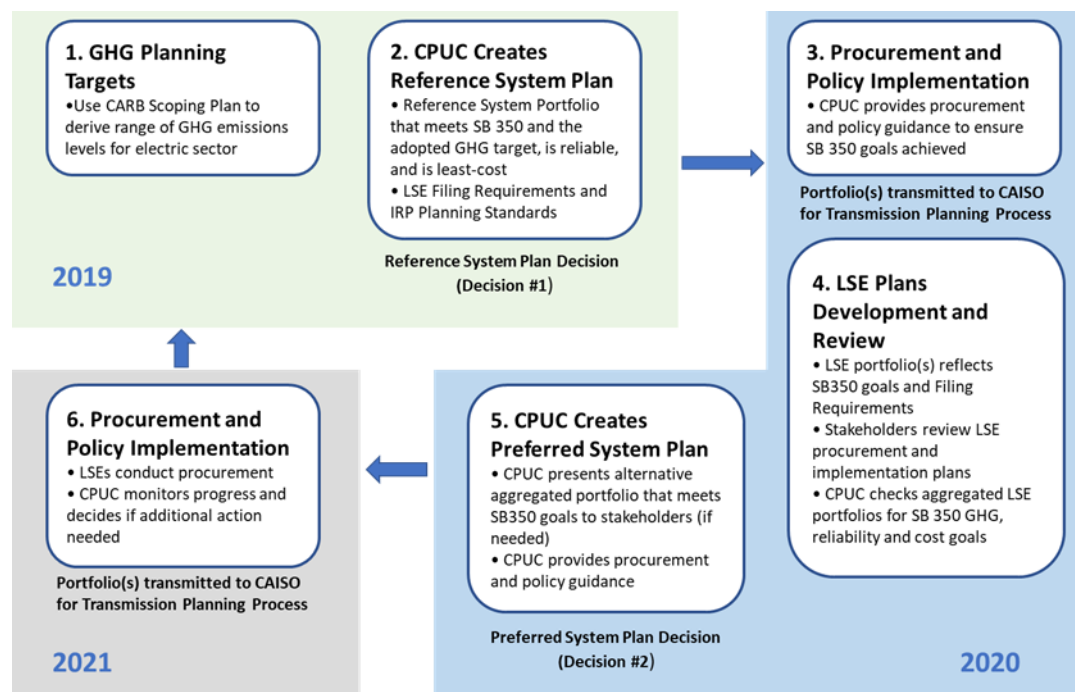 1. GHG Planning
Targets
•Use CARB Scoping Plan to
derive range of GHG emissions
levels for electric sector
2. CPUC Creates
Reference System Plan
• Reference System Portfolio
that meets SB 350 and the
adopted GHG target, is reliable,
and is least-cost
• LSE Filing Requirements and
IRP Planning Standards
Reference System Plan Decision
(Decision #1)
2019
3. Procurement and
Policy Implementation
• CPUC provides procurement
and policy guidance to ensure
SB 350 goals achieved
Portfolio(s) transmitted to CAISO
for Transmission Planning Process
4. LSE Plans
Development and
Review
• LSE portfolio(s) reflects
SB350 goals and Filing
Requirements
• Stakeholders review LSE
procurement and
implementation plans
• CPUC checks aggregated LSE
portfolios for SB 350 GHG,
reliability and cost goals
5. CPUC Creates
Preferred System Plan
• CPUC presents alternative
aggregated portfolio that meets
SB350 goals to stakeholders (if
needed)
• CPUC provides procurement
and policy guidance
Preferred System Plan Decision
(Decision #2)
2020
6. Procurement and
Policy Implementation
• LSEs conduct procurement
• CPUC monitors progress and
decides if additional action
needed
Portfolio(s) transmitted to CAISO
for Transmission Planning Process
2021